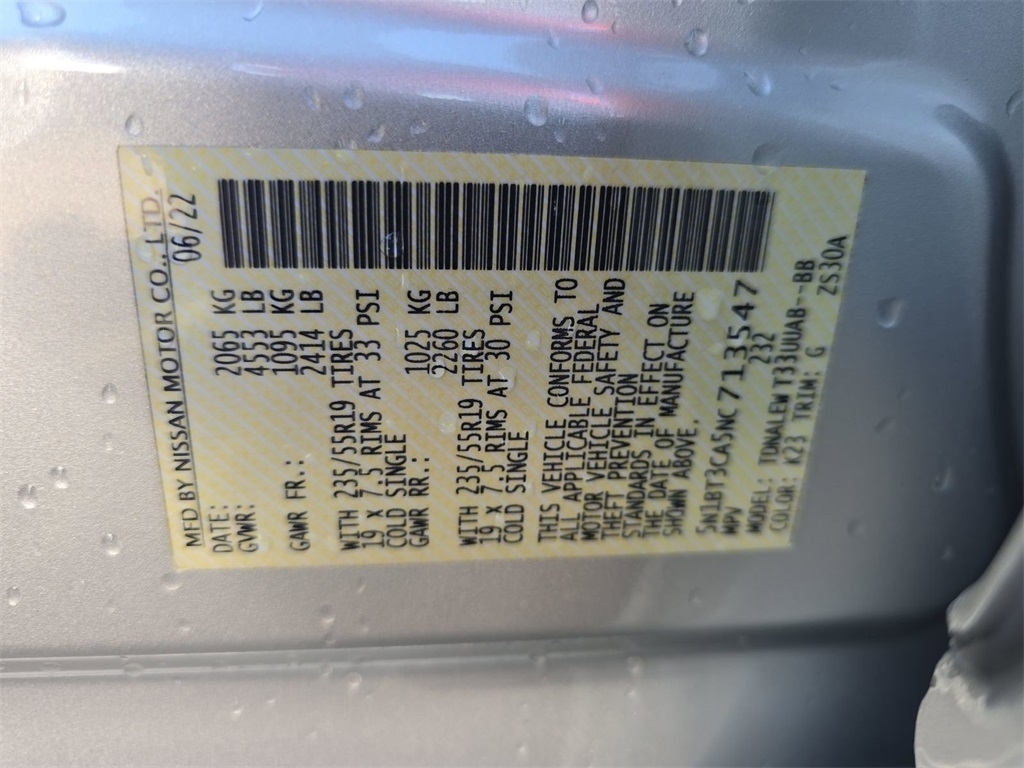 MFD BY NISSAN MOTOR CO., LTD.
DATE: 06/22
GVWR: 2065 KG
4553 LB
GAWR FR.: 1095 KG
2414 LB
WITH 235/55R19 TIRES
19 x 7.5 RIMS AT 33 PSI
COLD SINGLE
GAWR RR.: 1025 KG
2260 LB
WITH 235/55R19 TIRES
19 x 7.5 RIMS AT 30 PSI
COLD SINGLE
THIS VEHICLE CONFORMS TO
ALL APPLICABLE FEDERAL
MOTOR VEHICLE SAFETY AND
THEFT PREVENTION
STANDARDS IN EFFECT ON
THE DATE OF MANUFACTURE
SHOWN ABOVE.
5N1BT3CA5NC713547
MPV 232
MODEL: TDNALEWT33UUAB--BB
COLOR: K23 TRIM: G ZS30A